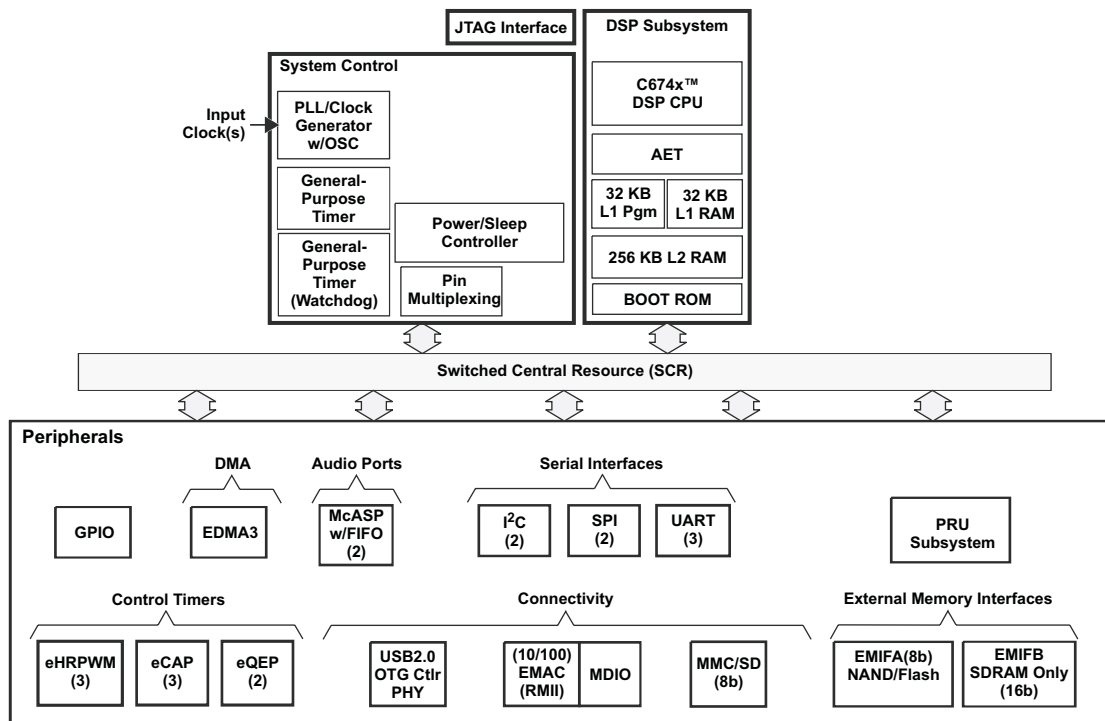 JTAG Interface
DSP Subsystem
System Control
Input
Clock(s)
PLL/Clock
Generator
w/OSC
General-
Purpose
Timer
General-
Purpose
Timer
(Watchdog)
Power/Sleep
Controller
Pin
Multiplexing
C674x™
DSP CPU
AET
32 KB
L1 Pgm
32 KB
L1 RAM
256 KB L2 RAM
BOOT ROM
Switched Central Resource (SCR)
Peripherals
DMA
Audio Ports
Serial Interfaces
GPIO
EDMA3
McASP
w/FIFO
(2)
I²C
(2)
SPI
(2)
UART
(3)
PRU
Subsystem
Control Timers
Connectivity
External Memory Interfaces
eHRPWM
(3)
eCAP
(3)
eQEP
(2)
USB2.0
OTG Ctlr
PHY
(10/100)
EMAC
(RMII)
MDIO
MMC/SD
(8b)
EMIFA(8b)
NAND/Flash
EMIFB
SDRAM Only
(16b)